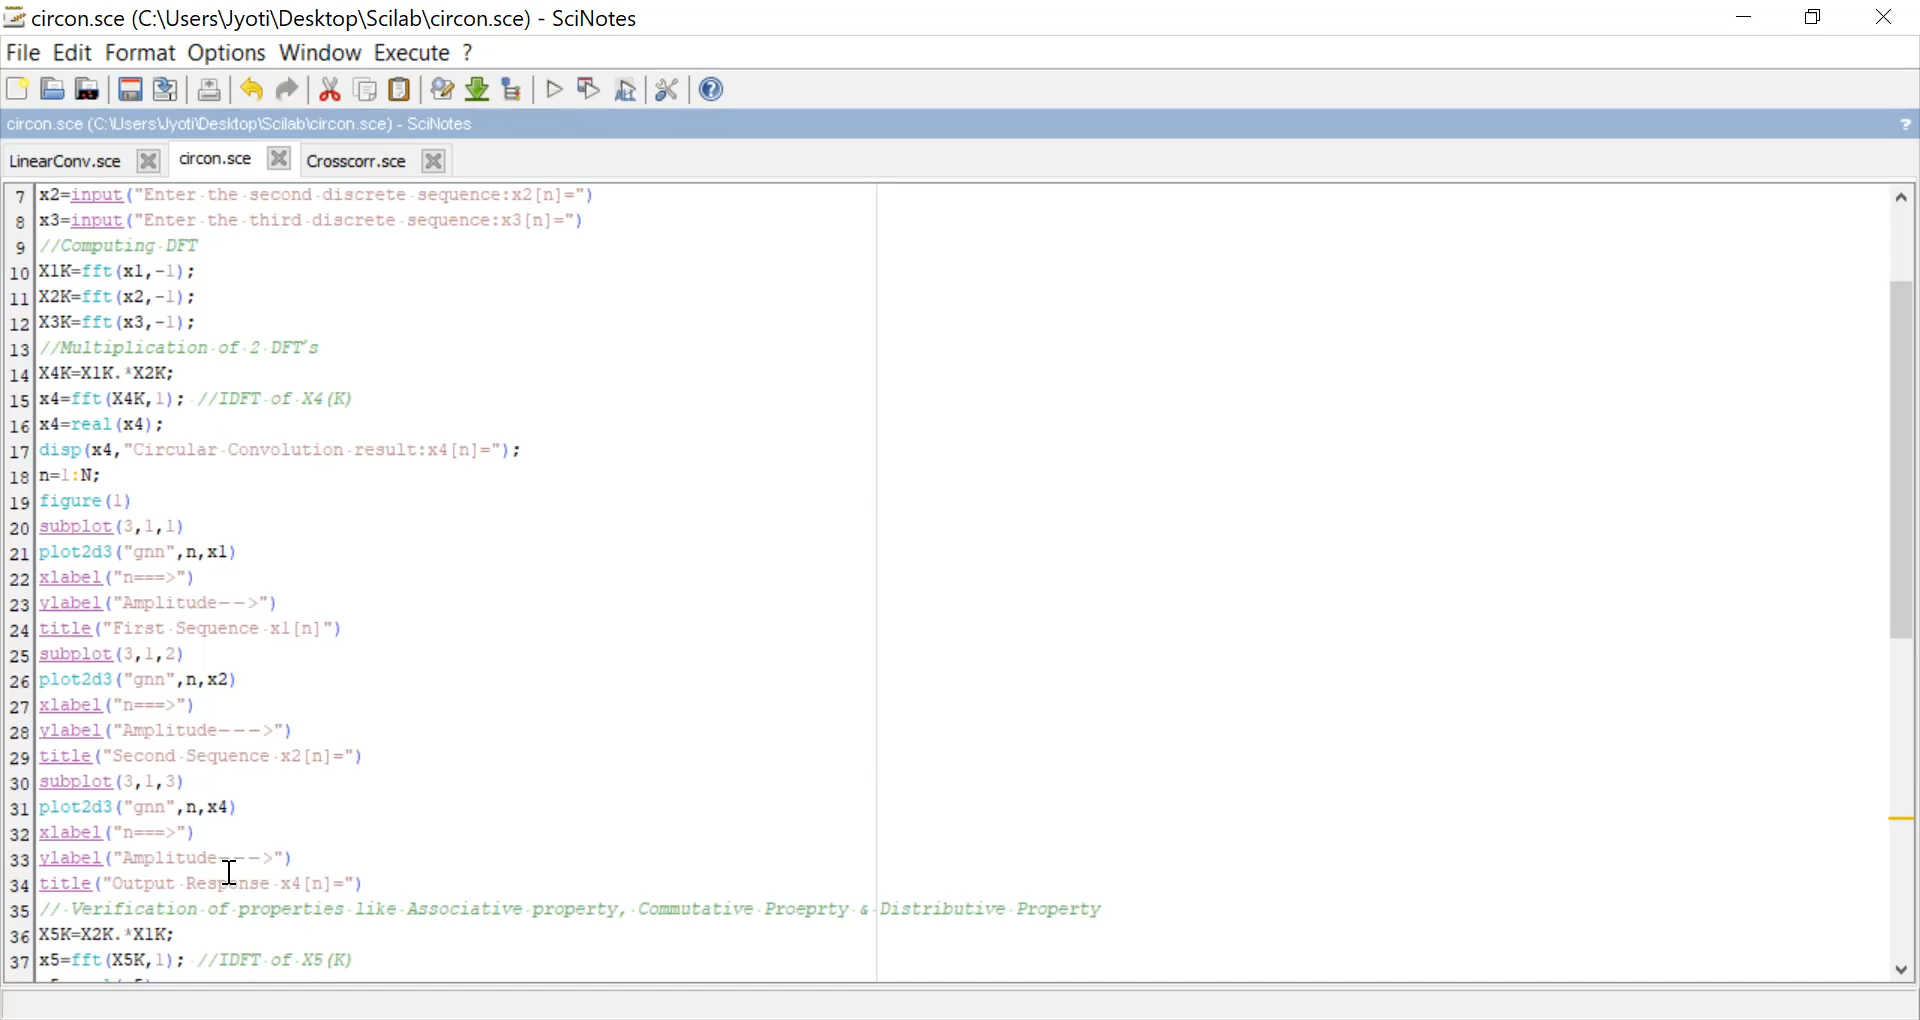 circon.sce (C:\Users\Jyoti\Desktop\Scilab\circon.sce) - SciNotes
File Edit Format Options Window Execute ?
circon.sce (C:\Users\Jyoti\Desktop\Scilab\circon.sce) - SciNotes ?
LinearConv.sce circon.sce Crosscorr.sce
7 x2=input("Enter the second discrete sequence:x2[n]=")
8 x3=input("Enter the third discrete sequence:x3[n]=")
9 //Computing DFT
10 X1K=fft(x1,-1);
11 X2K=fft(x2,-1);
12 X3K=fft(x3,-1);
13 //Multiplication of 2 DFT's
14 X4K=X1K.*X2K;
15 x4=fft(X4K,1); //IDFT of X4(K)
16 x4=real(x4);
17 disp(x4,"Circular Convolution result:x4[n]=");
18 n=1:N;
19 figure(1)
20 subplot(3,1,1)
21 plot2d3("gnn",n,x1)
22 xlabel("n===>")
23 ylabel("Amplitude-->")
24 title("First Sequence x1[n]")
25 subplot(3,1,2)
26 plot2d3("gnn",n,x2)
27 xlabel("n===>")
28 ylabel("Amplitude--->")
29 title("Second Sequence x2[n]=")
30 subplot(3,1,3)
31 plot2d3("gnn",n,x4)
32 xlabel("n===>")
33 ylabel("Amplitude--->")
34 title("Output Response x4[n]=")
35 // Verification of properties like Associative property, Commutative Proeprty & Distributive Property
36 X5K=X2K.*X1K;
37 x5=fft(X5K,1); //IDFT of X5(K)